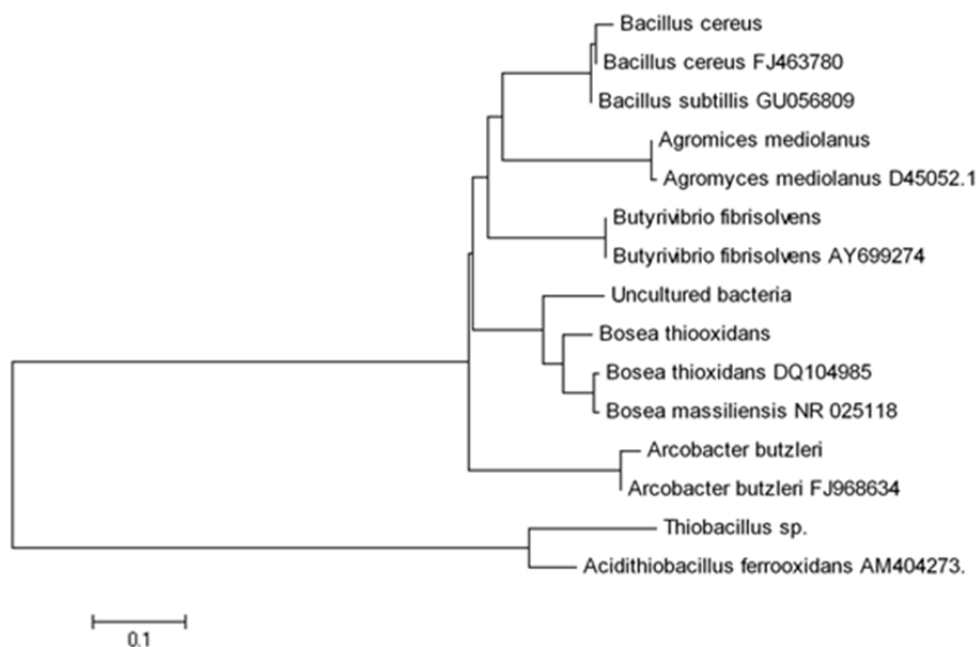 Bacillus cereus
Bacillus cereus FJ463780
Bacillus subtillis GU056809
Agromices mediolanus
Agromyces mediolanus D45052.1
Butyrivibrio fibrisolvens
Butyrivibrio fibrisolvens AY699274
Uncultured bacteria
Bosea thiooxidans
Bosea thioxidans DQ104985
Bosea massiliensis NR 025118
Arcobacter butzleri
Arcobacter butzleri FJ968634
Thiobacillus sp.
Acidithiobacillus ferrooxidans AM404273.
0.1